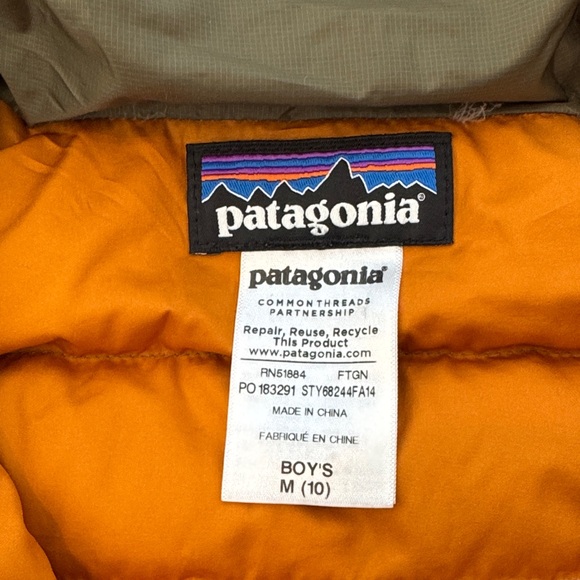 patagonia®
patagonia®
COMMONTHREADS
PARTNERSHIP
Repair, Reuse, Recycle
This Product
www.patagonia.com
RN51884 FTGN
PO 183291 STY68244FA14
MADE IN CHINA
FABRIQUÉ EN CHINE
BOY'S
M (10)